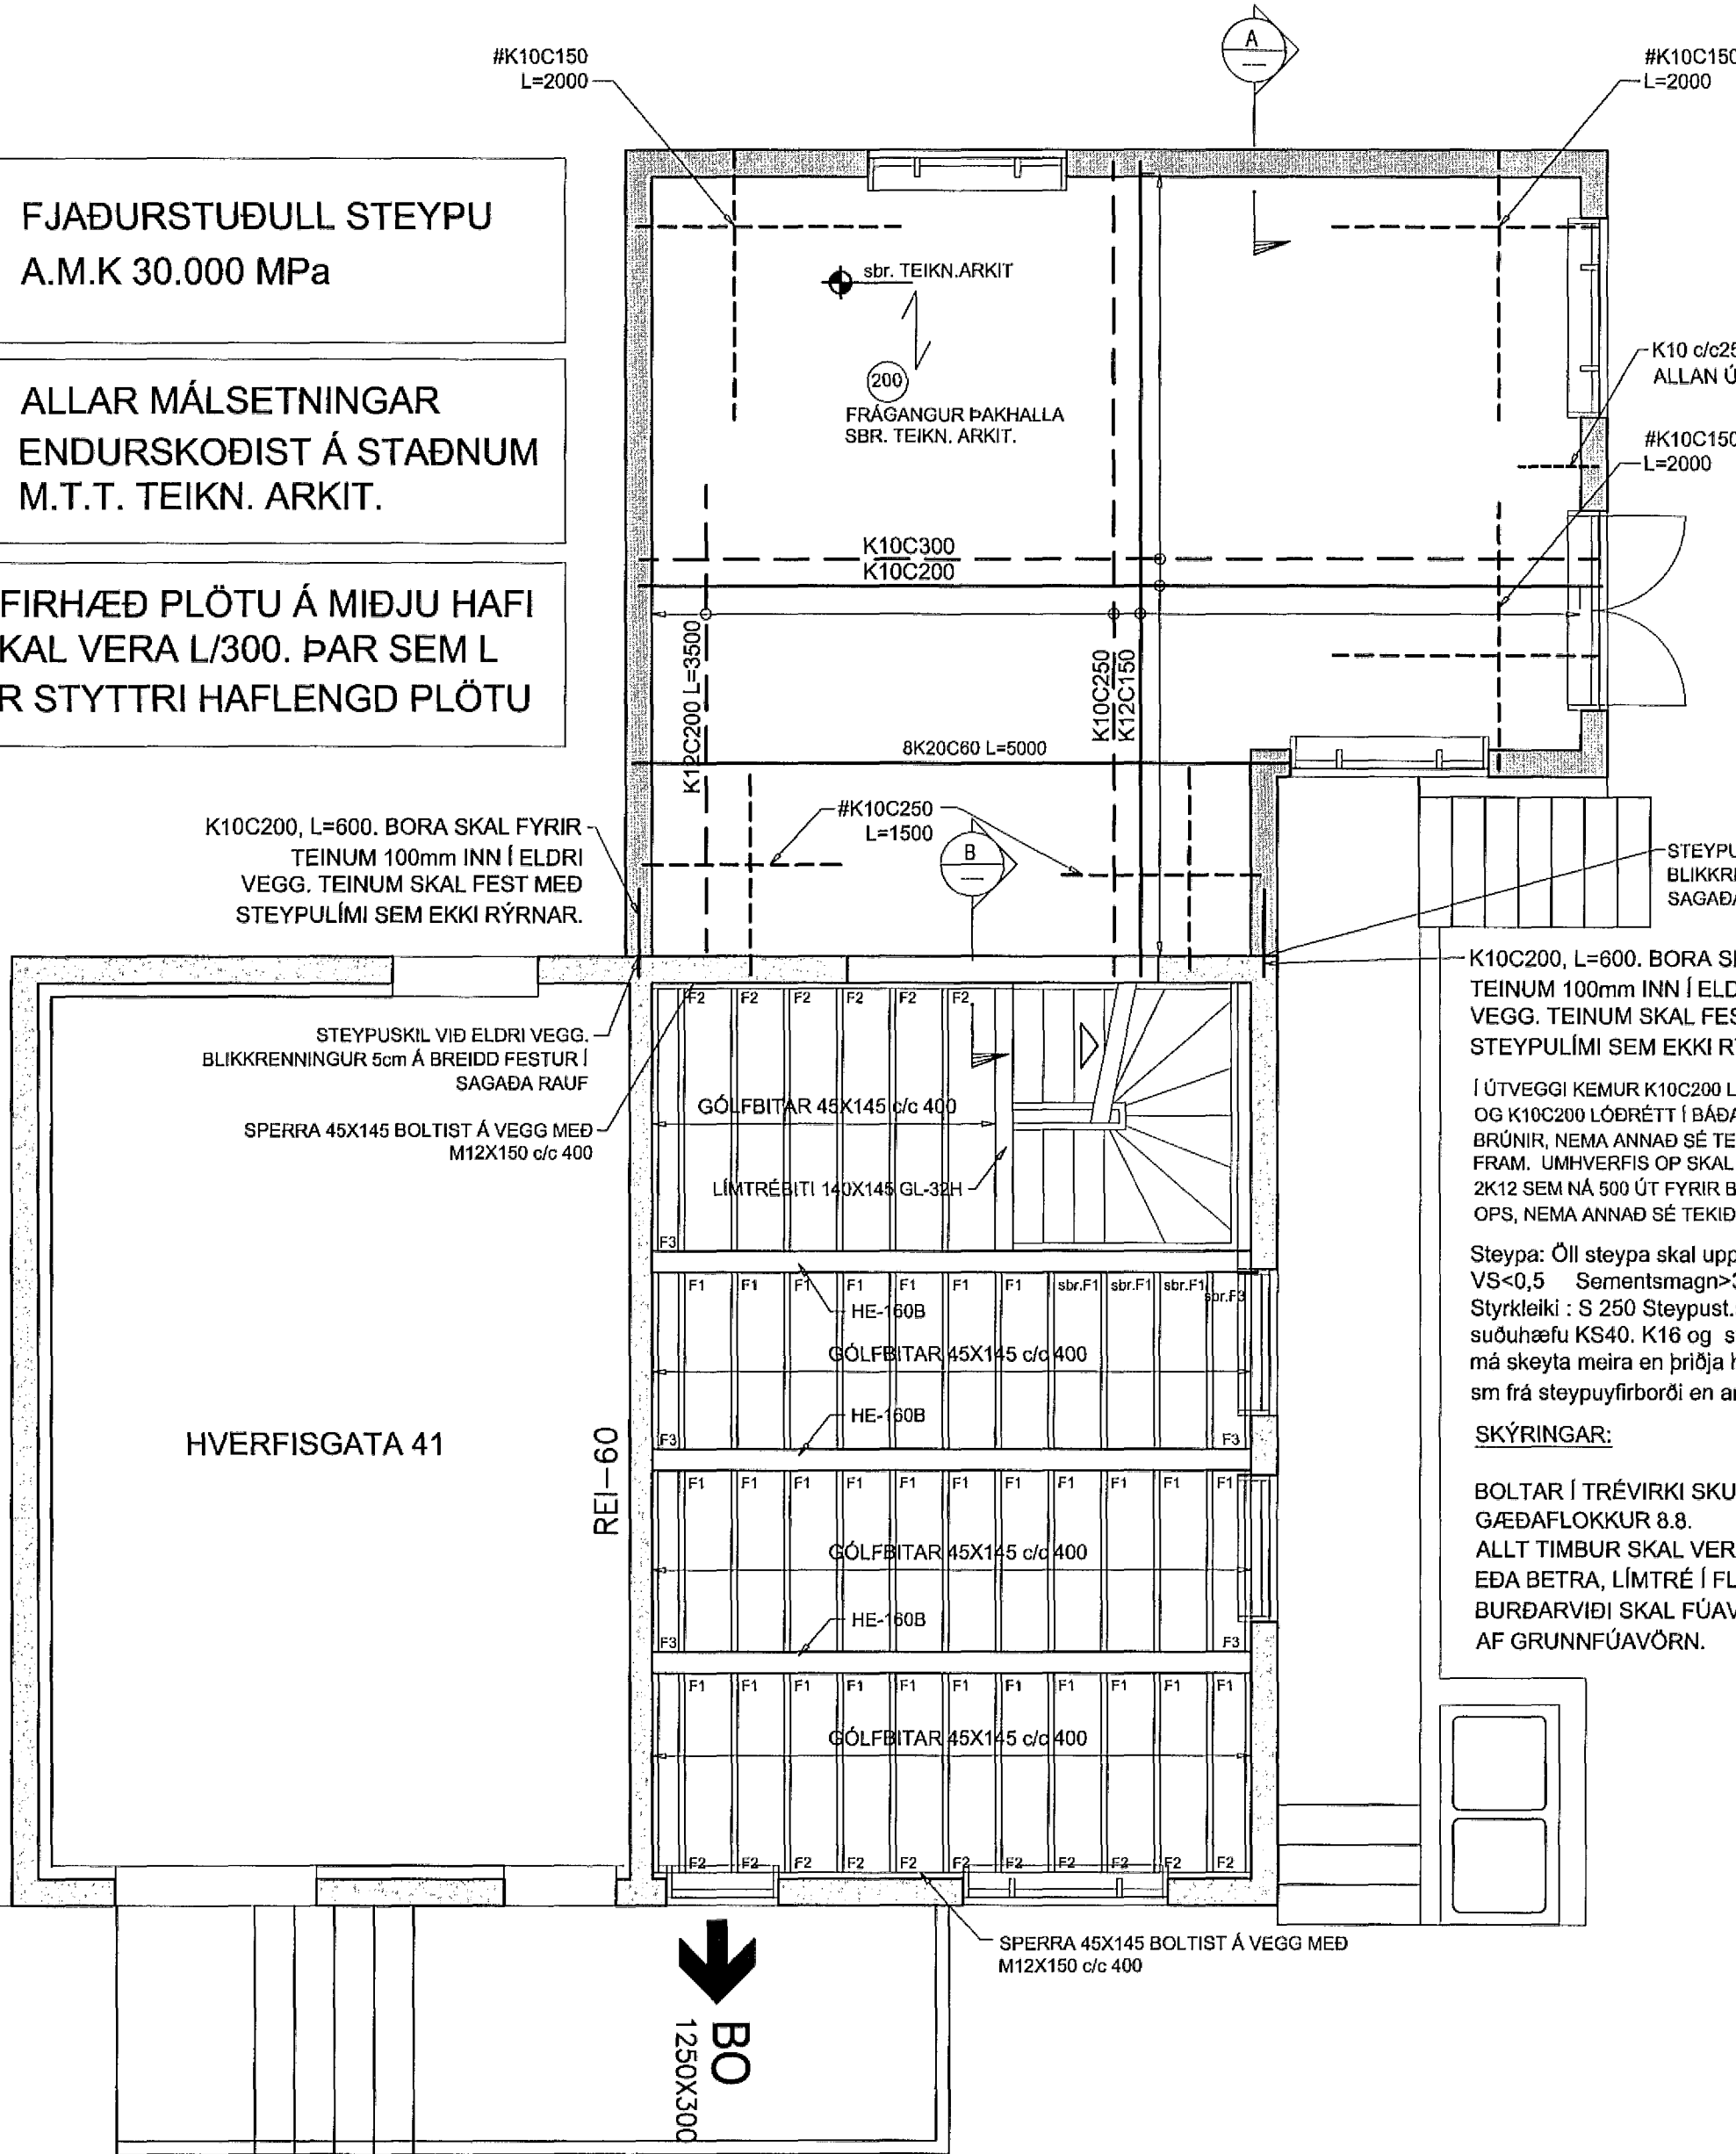 #K10C150
L=2000
A
#K10C150
L=2000
FJAÐURSTUÐULL STEYPU
A.M.K 30.000 MPa
sbr. TEIKN.ARKIT
200
FRÁGANGUR ÞAKHALLA
SBR. TEIKN. ARKIT.
K10 c/c25
ALLAN Ú
#K10C150
L=2000
ALLAR MÁLSETNINGAR
ENDURSKOÐIST Á STAÐNUM
M.T.T. TEIKN. ARKIT.
K10C300
K10C200
FIRHÆÐ PLÖTU Á MIÐJU HAFI
KAL VERA L/300. ÞAR SEM L
R STYTTRI HAFLENGD PLÖTU
K12C200 L=3500
K10C250
K12C150
8K20C60 L=5000
#K10C250
L=1500
B
K10C200, L=600. BORA SKAL FYRIR
TEINUM 100mm INN Í ELDRI
VEGG. TEINUM SKAL FEST MEÐ
STEYPULÍMI SEM EKKI RÝRNAR.
STEYPU
BLIKKRE
SAGAÐA
K10C200, L=600. BORA S
TEINUM 100mm INN Í ELD
VEGG. TEINUM SKAL FES
STEYPULÍMI SEM EKKI R
STEYPUSKIL VIÐ ELDRI VEGG.
BLIKKRENNINGUR 5cm Á BREIDD FESTUR Í
SAGAÐA RAUF
SPERRA 45X145 BOLTIST Á VEGG MEÐ
M12X150 c/c 400
F2 F2 F2 F2 F2 F2
GÓLFBITAR 45X145 c/c 400
LÍMTRÉBITI 140X145 GL-32H
F3
Í ÚTVEGGI KEMUR K10C200 L
OG K10C200 LÓÐRÉTT Í BÁÐA
BRÚNIR, NEMA ANNAÐ SÉ TE
FRAM. UMHVERFIS OP SKAL
2K12 SEM NÁ 500 ÚT FYRIR B
OPS, NEMA ANNAÐ SÉ TEKIÐ
Steypa: Öll steypa skal upp
VS<0,5 Sementsmagn>3
Styrkleiki : S 250 Steypust.
suðuhæfu KS40. K16 og s
má skeyta meira en þriðja h
sm frá steypuyfirborði en a
SKÝRINGAR:
BOLTAR Í TRÉVIRKI SKU
GÆÐAFLOKKUR 8.8.
ALLT TIMBUR SKAL VER
EÐA BETRA, LÍMTRÉ Í FL
BURÐARVIÐI SKAL FÚAV
AF GRUNNFÚAVÖRN.
F1 F1 F1 F1 F1 F1 F1 sbr.F1 sbr.F1 sbr.F1 sbr.F3
HE-160B
GÓLFBITAR 45X145 c/c 400
HE-160B
F3 F3
HVERFISGATA 41
REI-60
F1 F1 F1 F1 F1 F1 F1 F1 F1 F1 F1
GÓLFBITAR 45X145 c/c 400
HE-160B
F3 F3
F1 F1 F1 F1 F1 F1 F1 F1 F1 F1 F1
GÓLFBITAR 45X145 c/c 400
F2 F2 F2 F2 F2 F2 F2 F2 F2 F2 F2
SPERRA 45X145 BOLTIST Á VEGG MEÐ
M12X150 c/c 400
BO
1250X300